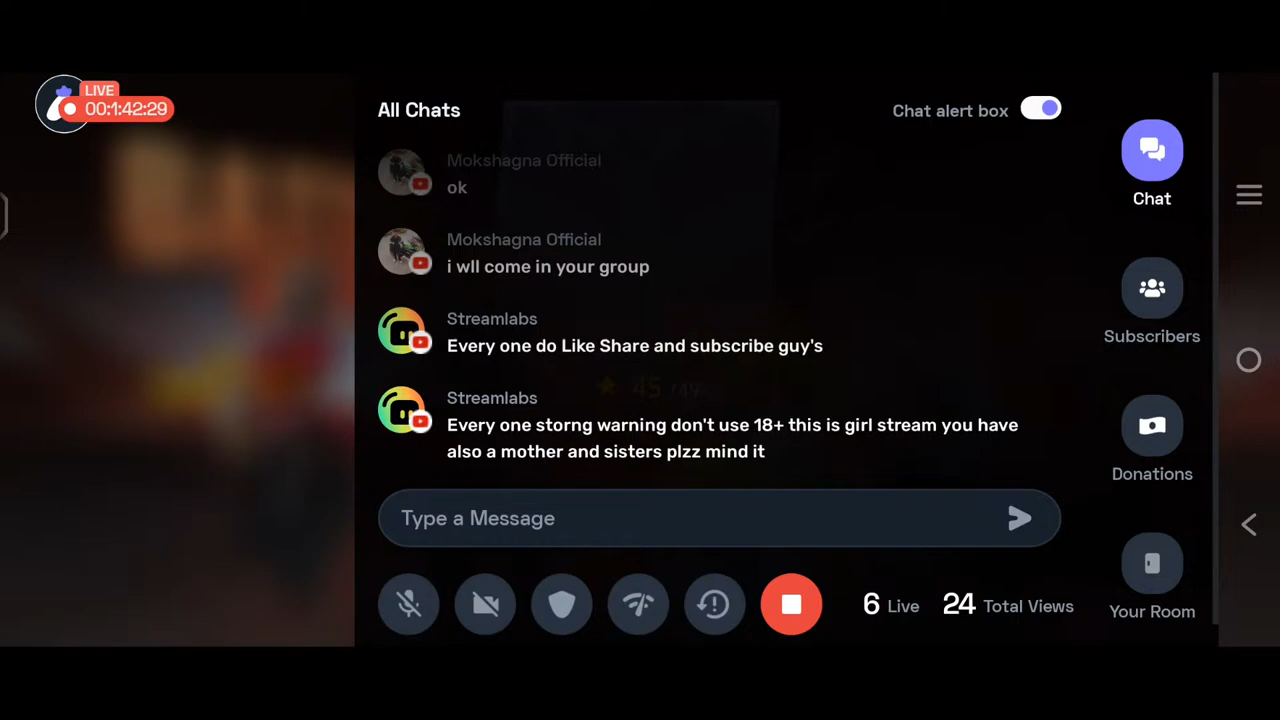 LIVE
00:1:42:29
All Chats
Chat alert box
Mokshagna Official
ok
Mokshagna Official
i wll come in your group
Streamlabs
Every one do Like Share and subscribe guy's
45 /49
Streamlabs
Every one storng warning don't use 18+ this is girl stream you have
also a mother and sisters plzz mind it
Type a Message
6 Live
24 Total Views
Chat
Subscribers
Donations
Your Room